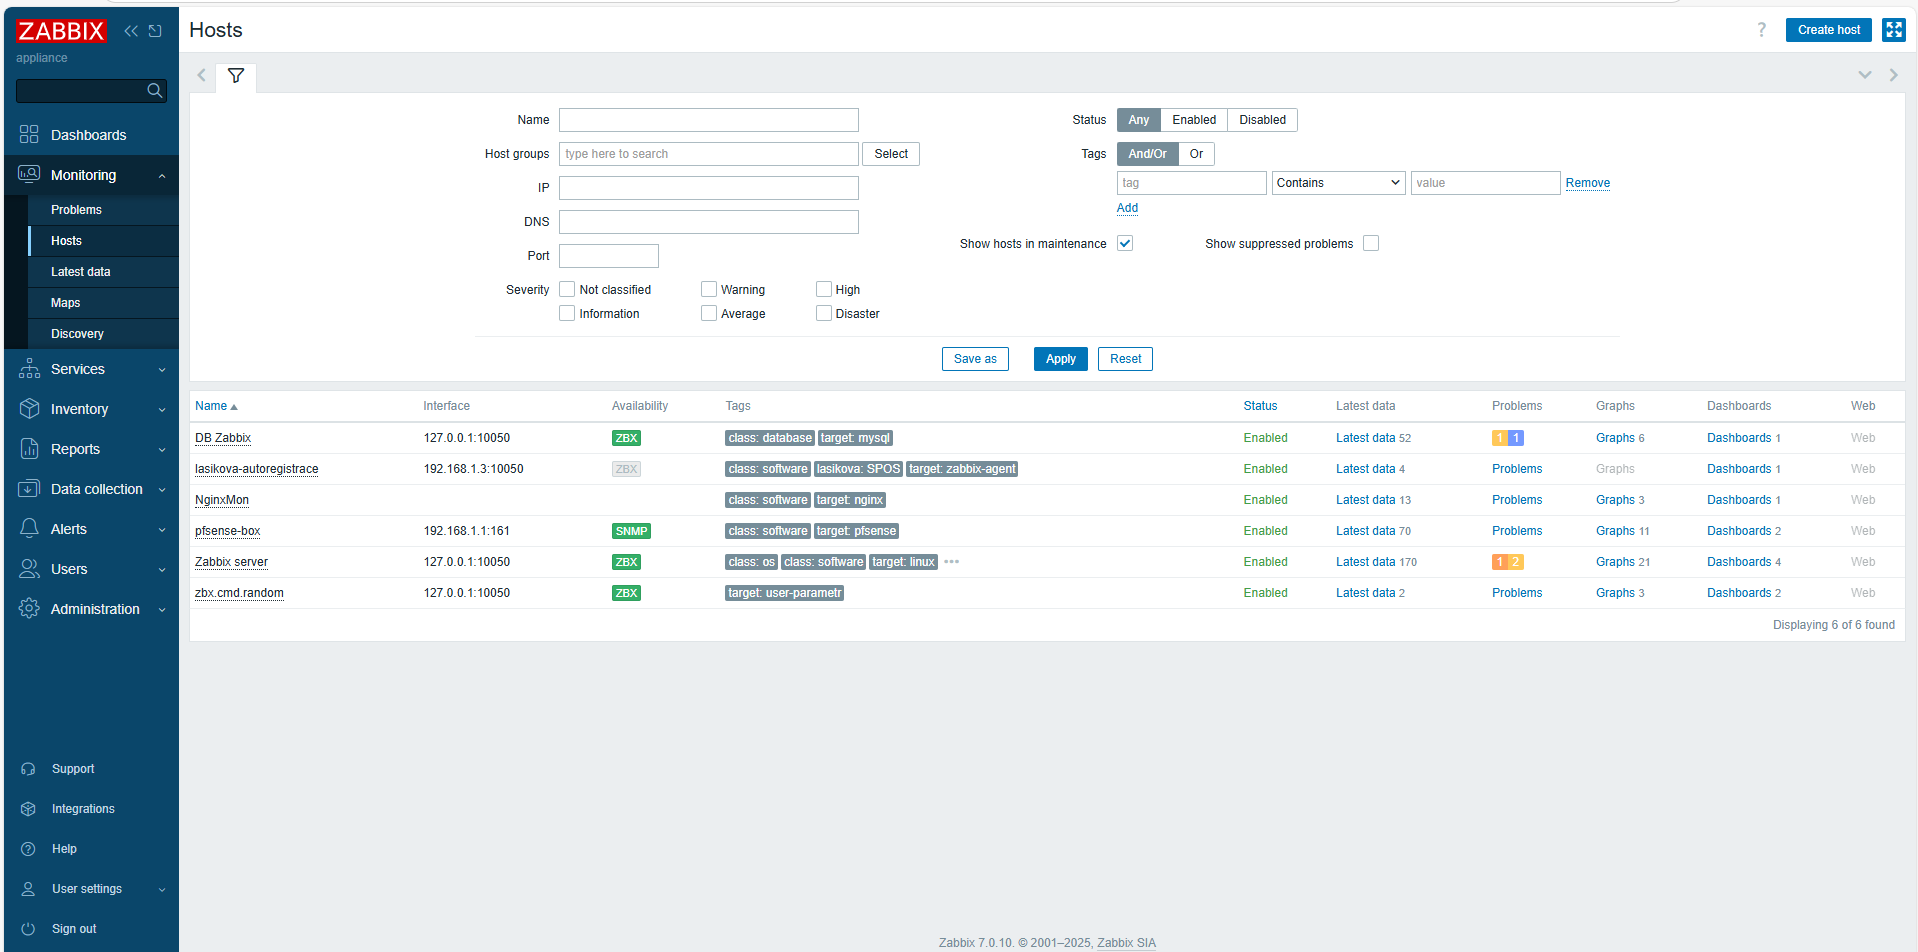 ZABBIX
appliance
Dashboards
Monitoring
Problems
Hosts
Latest data
Maps
Discovery
Services
Inventory
Reports
Data collection
Alerts
Users
Administration
Support
Integrations
Help
User settings
Sign out
Hosts
? Create host
Name
Host groups type here to search Select
IP
DNS
Port
Severity Not classified Warning High
Information Average Disaster
Status Any Enabled Disabled
Tags And/Or Or
tag Contains value Remove
Add
Show hosts in maintenance Show suppressed problems
Save as Apply Reset
Name Interface Availability Tags Status Latest data Problems Graphs Dashboards Web
DB Zabbix 127.0.0.1:10050 ZBX class: database target: mysql Enabled Latest data 52 1 1 Graphs 6 Dashboards 1 Web
lasikova-autoregistrace 192.168.1.3:10050 ZBX class: software lasikova: SPOS target: zabbix-agent Enabled Latest data 4 Problems Graphs Dashboards 1 Web
NginxMon class: software target: nginx Enabled Latest data 13 Problems Graphs 3 Dashboards 1 Web
pfsense-box 192.168.1.1:161 SNMP class: software target: pfsense Enabled Latest data 70 Problems Graphs 11 Dashboards 2 Web
Zabbix server 127.0.0.1:10050 ZBX class: os class: software target: linux ••• Enabled Latest data 170 1 2 Graphs 21 Dashboards 4 Web
zbx.cmd.random 127.0.0.1:10050 ZBX target: user-parametr Enabled Latest data 2 Problems Graphs 3 Dashboards 2 Web
Displaying 6 of 6 found
Zabbix 7.0.10. © 2001–2025, Zabbix SIA